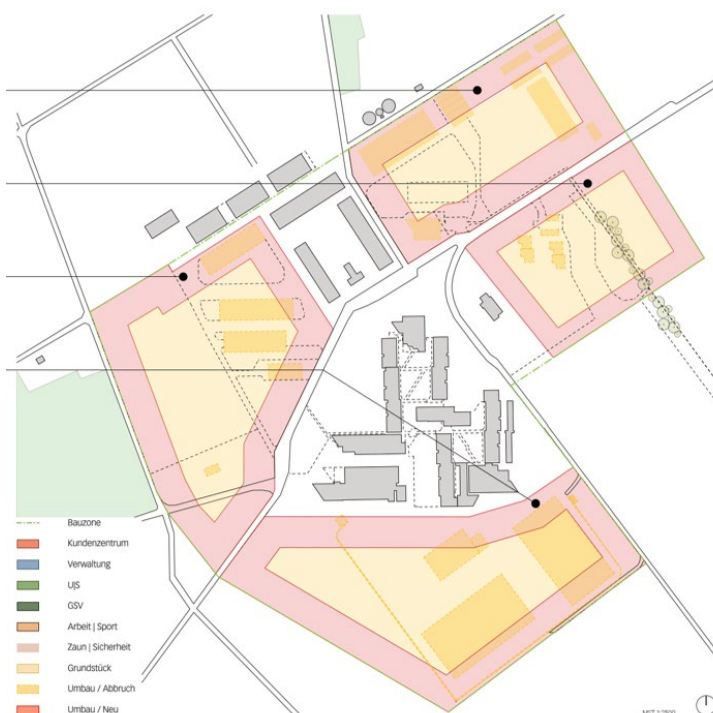 Bauzone
Kundenzentrum
Verwaltung
UJS
GSV
Arbeit | Sport
Zaun | Sicherheit
Grundstück
Umbau / Abbruch
Umbau / Neu